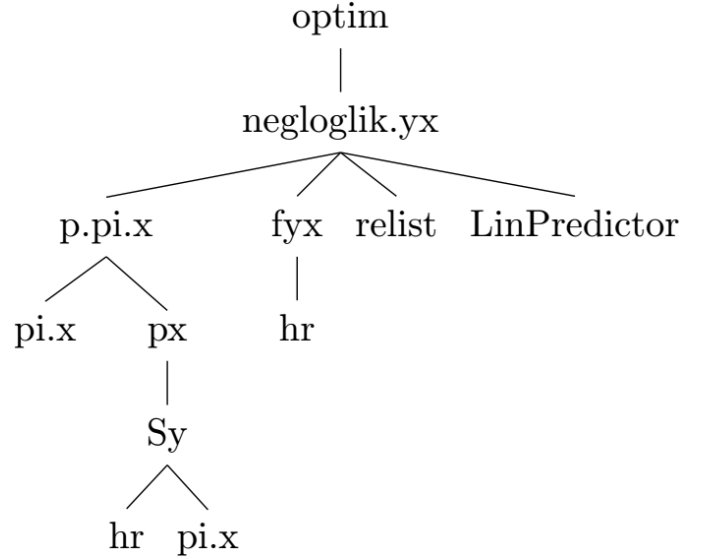 optim
negloglik.yx
p.pi.x fyx relist LinPredictor
pi.x px hr
Sy
hr pi.x